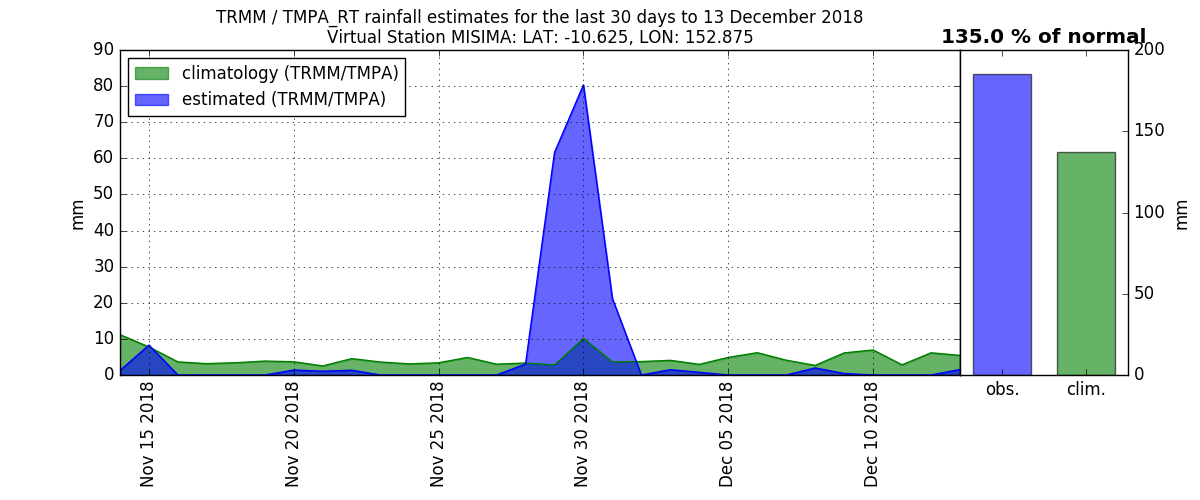 TRMM / TMPA_RT rainfall estimates for the last 30 days to 13 December 2018
Virtual Station MISIMA: LAT: -10.625, LON: 152.875
135.0 % of normal
climatology (TRMM/TMPA)
estimated (TRMM/TMPA)
mm
90
80
70
60
50
40
30
20
10
0
Nov 15 2018
Nov 20 2018
Nov 25 2018
Nov 30 2018
Dec 05 2018
Dec 10 2018
200
150
100
50
0
mm
obs.
clim.